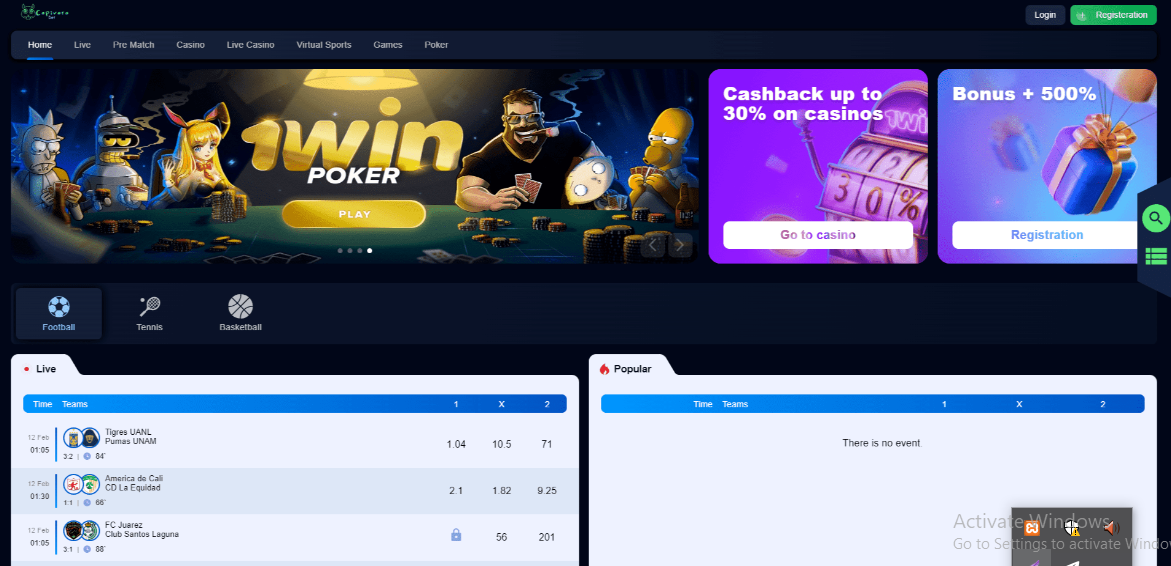 Capivara
Bet
Login
Registeration
Home
Live
Pre Match
Casino
Live Casino
Virtual Sports
Games
Poker
1win
POKER
PLAY
Cashback up to
30% on casinos
1win
30%
Go to casino
Bonus + 500%
Registration
Football
Tennis
Basketball
Live
Time Teams 1 X 2
12 Feb
01:05
Tigres UANL
Pumas UNAM
3:2 | 84'
1.04 10.5 71
12 Feb
01:30
America de Cali
CD La Equidad
1:1 | 66'
2.1 1.82 9.25
12 Feb
01:05
FC Juarez
Club Santos Laguna
3:1 | 88'
56 201
Popular
Time Teams 1 X 2
There is no event.
Activate Windows
Go to Settings to activate Windo